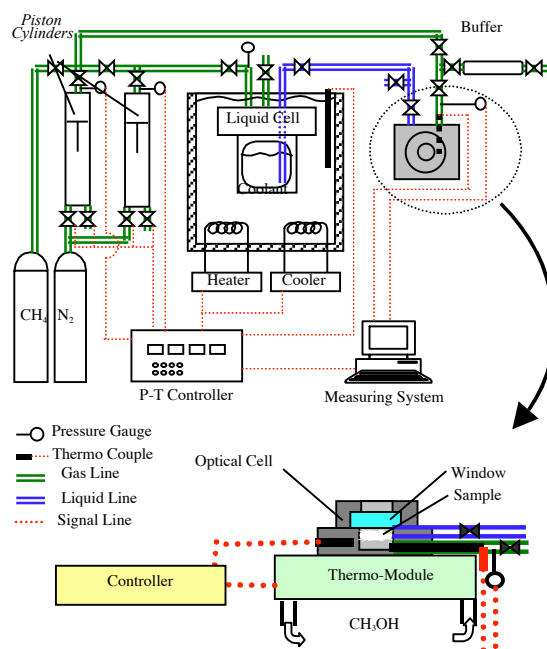 Piston
Cylinders
Buffer
Liquid Cell
Coolant
Heater
Cooler
CH₄
N₂
P-T Controller
Measuring System
Pressure Gauge
Thermo Couple
Gas Line
Liquid Line
Signal Line
Optical Cell
Window
Sample
Controller
Thermo-Module
CH₃OH